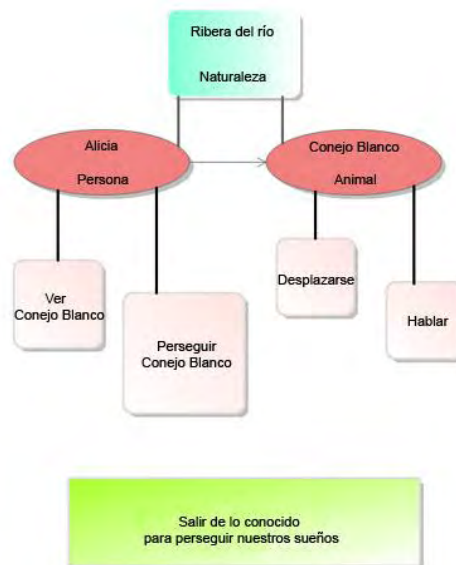 Ribera del río
Naturaleza
Alicia
Persona
Conejo Blanco
Animal
Ver
Conejo Blanco
Perseguir
Conejo Blanco
Desplazarse
Hablar
Salir de lo conocido
para perseguir nuestros sueños